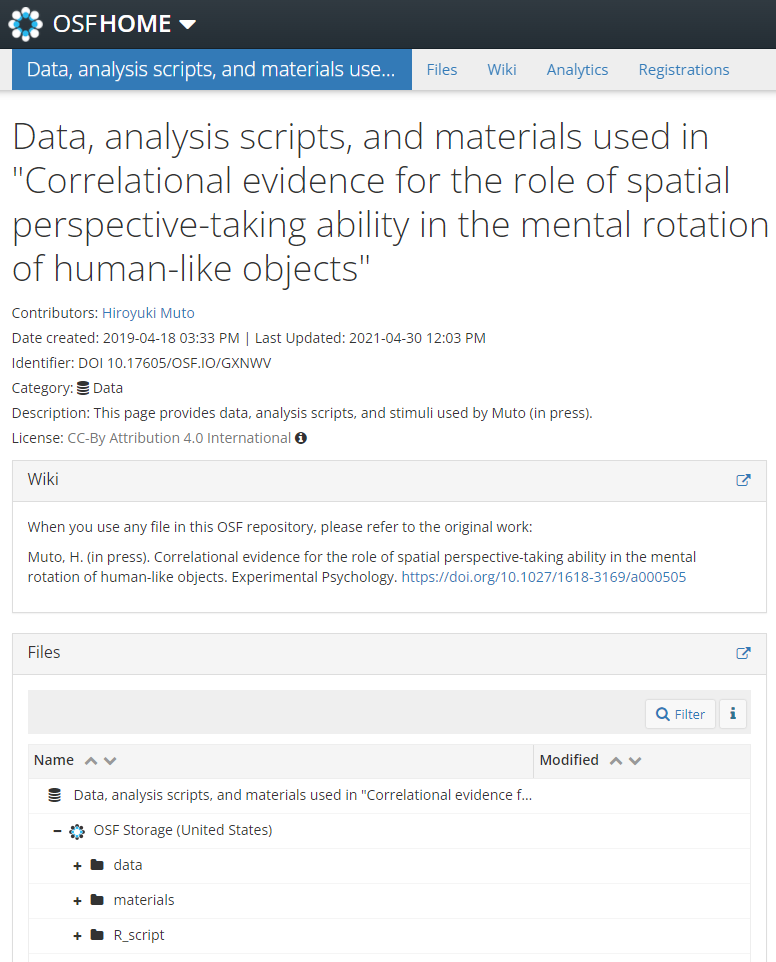 OSFHOME
Data, analysis scripts, and materials use... Files Wiki Analytics Registrations
Data, analysis scripts, and materials used in
"Correlational evidence for the role of spatial
perspective-taking ability in the mental rotation
of human-like objects"
Contributors: Hiroyuki Muto
Date created: 2019-04-18 03:33 PM | Last Updated: 2021-04-30 12:03 PM
Identifier: DOI 10.17605/OSF.IO/GXNWV
Category: Data
Description: This page provides data, analysis scripts, and stimuli used by Muto (in press).
License: CC-By Attribution 4.0 International
Wiki
When you use any file in this OSF repository, please refer to the original work:
Muto, H. (in press). Correlational evidence for the role of spatial perspective-taking ability in the mental
rotation of human-like objects. Experimental Psychology. https://doi.org/10.1027/1618-3169/a000505
Files
Filter
Name Modified
Data, analysis scripts, and materials used in "Correlational evidence f...
OSF Storage (United States)
data
materials
R_script